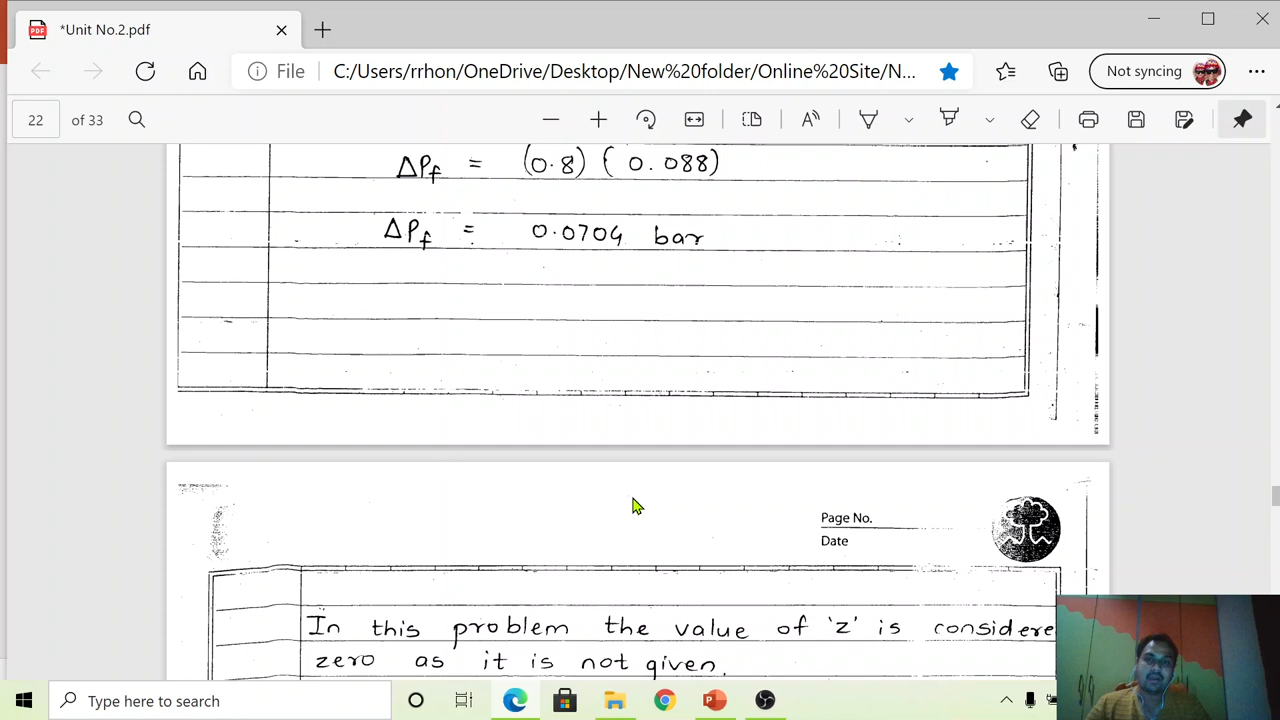 *Unit No.2.pdf
File
C:/Users/rrhon/OneDrive/Desktop/New%20folder/Online%20Site/N...
Not syncing
22 of 33
ΔPf = (0.8) (0.088)
ΔPf = 0.0704 bar
Page No.
Date
In this problem the value of 'z' is considere
zero as it is not given.
Type here to search